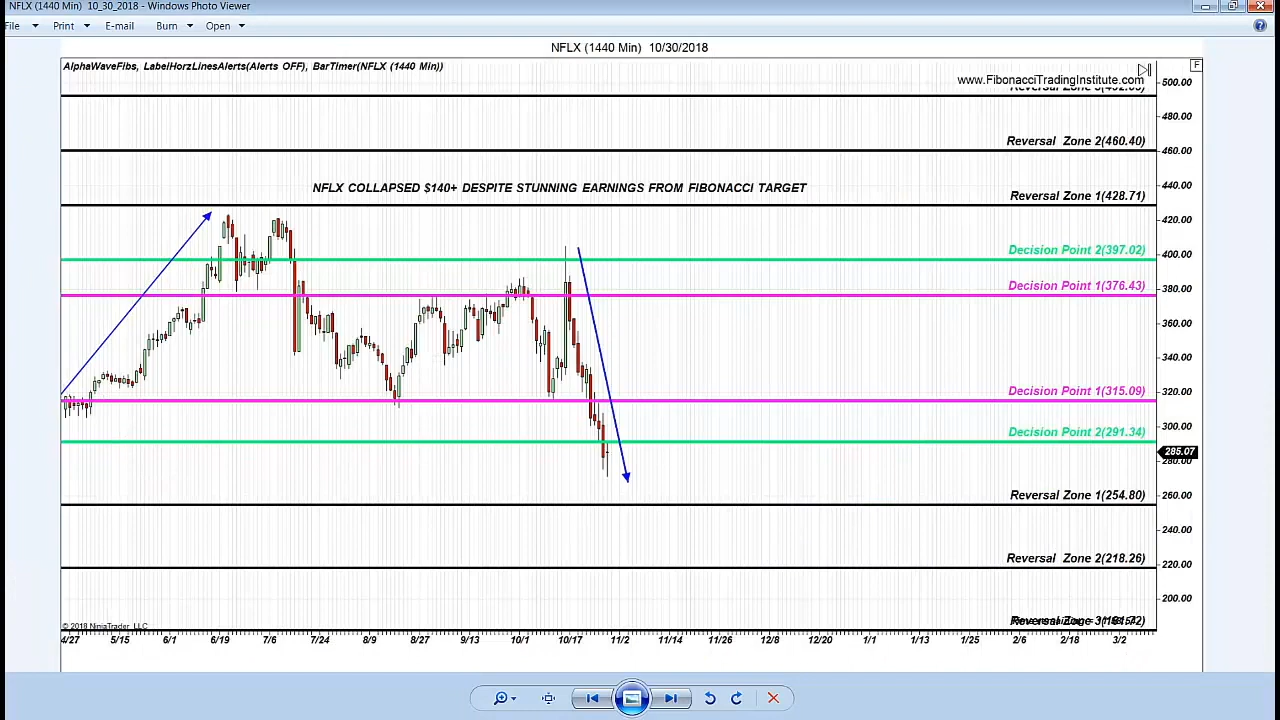 NFLX (1440 Min) 10_30_2018 - Windows Photo Viewer
File Print E-mail Burn Open
NFLX (1440 Min) 10/30/2018
AlphaWaveFibs, LabelHorzLinesAlerts(Alerts OFF), BarTimer(NFLX (1440 Min))
F
www.FibonacciTradingInstitute.com
500.00
480.00
Reversal Zone 2(460.40)
460.00
NFLX COLLAPSED $140+ DESPITE STUNNING EARNINGS FROM FIBONACCI TARGET
440.00
Reversal Zone 1(428.71)
420.00
Decision Point 2(397.02)
400.00
Decision Point 1(376.43)
380.00
360.00
340.00
Decision Point 1(315.09)
320.00
300.00
Decision Point 2(291.34)
285.07
280.00
Reversal Zone 1(254.80)
260.00
240.00
Reversal Zone 2(218.26)
220.00
200.00
© 2018 NinjaTrader, LLC
4/27 5/15 6/1 6/19 7/6 7/24 8/9 8/27 9/13 10/1 10/17 11/2 11/14 11/26 12/8 12/20 1/1 1/13 1/25 2/6 2/18 3/2